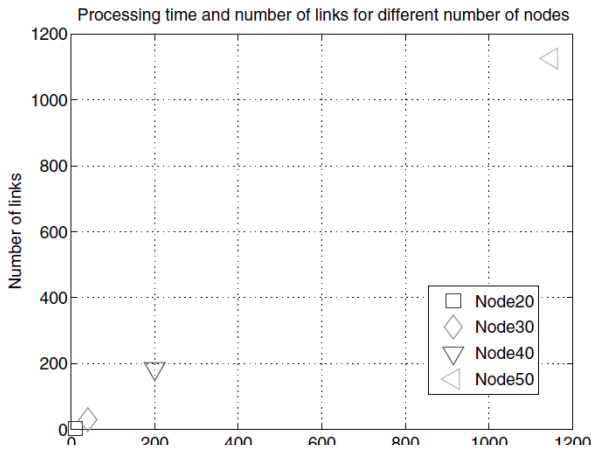 Processing time and number of links for different number of nodes
1200
1000
800
600
400
200
0
Number of links
Node20
Node30
Node40
Node50
0 200 400 600 800 1000 1200